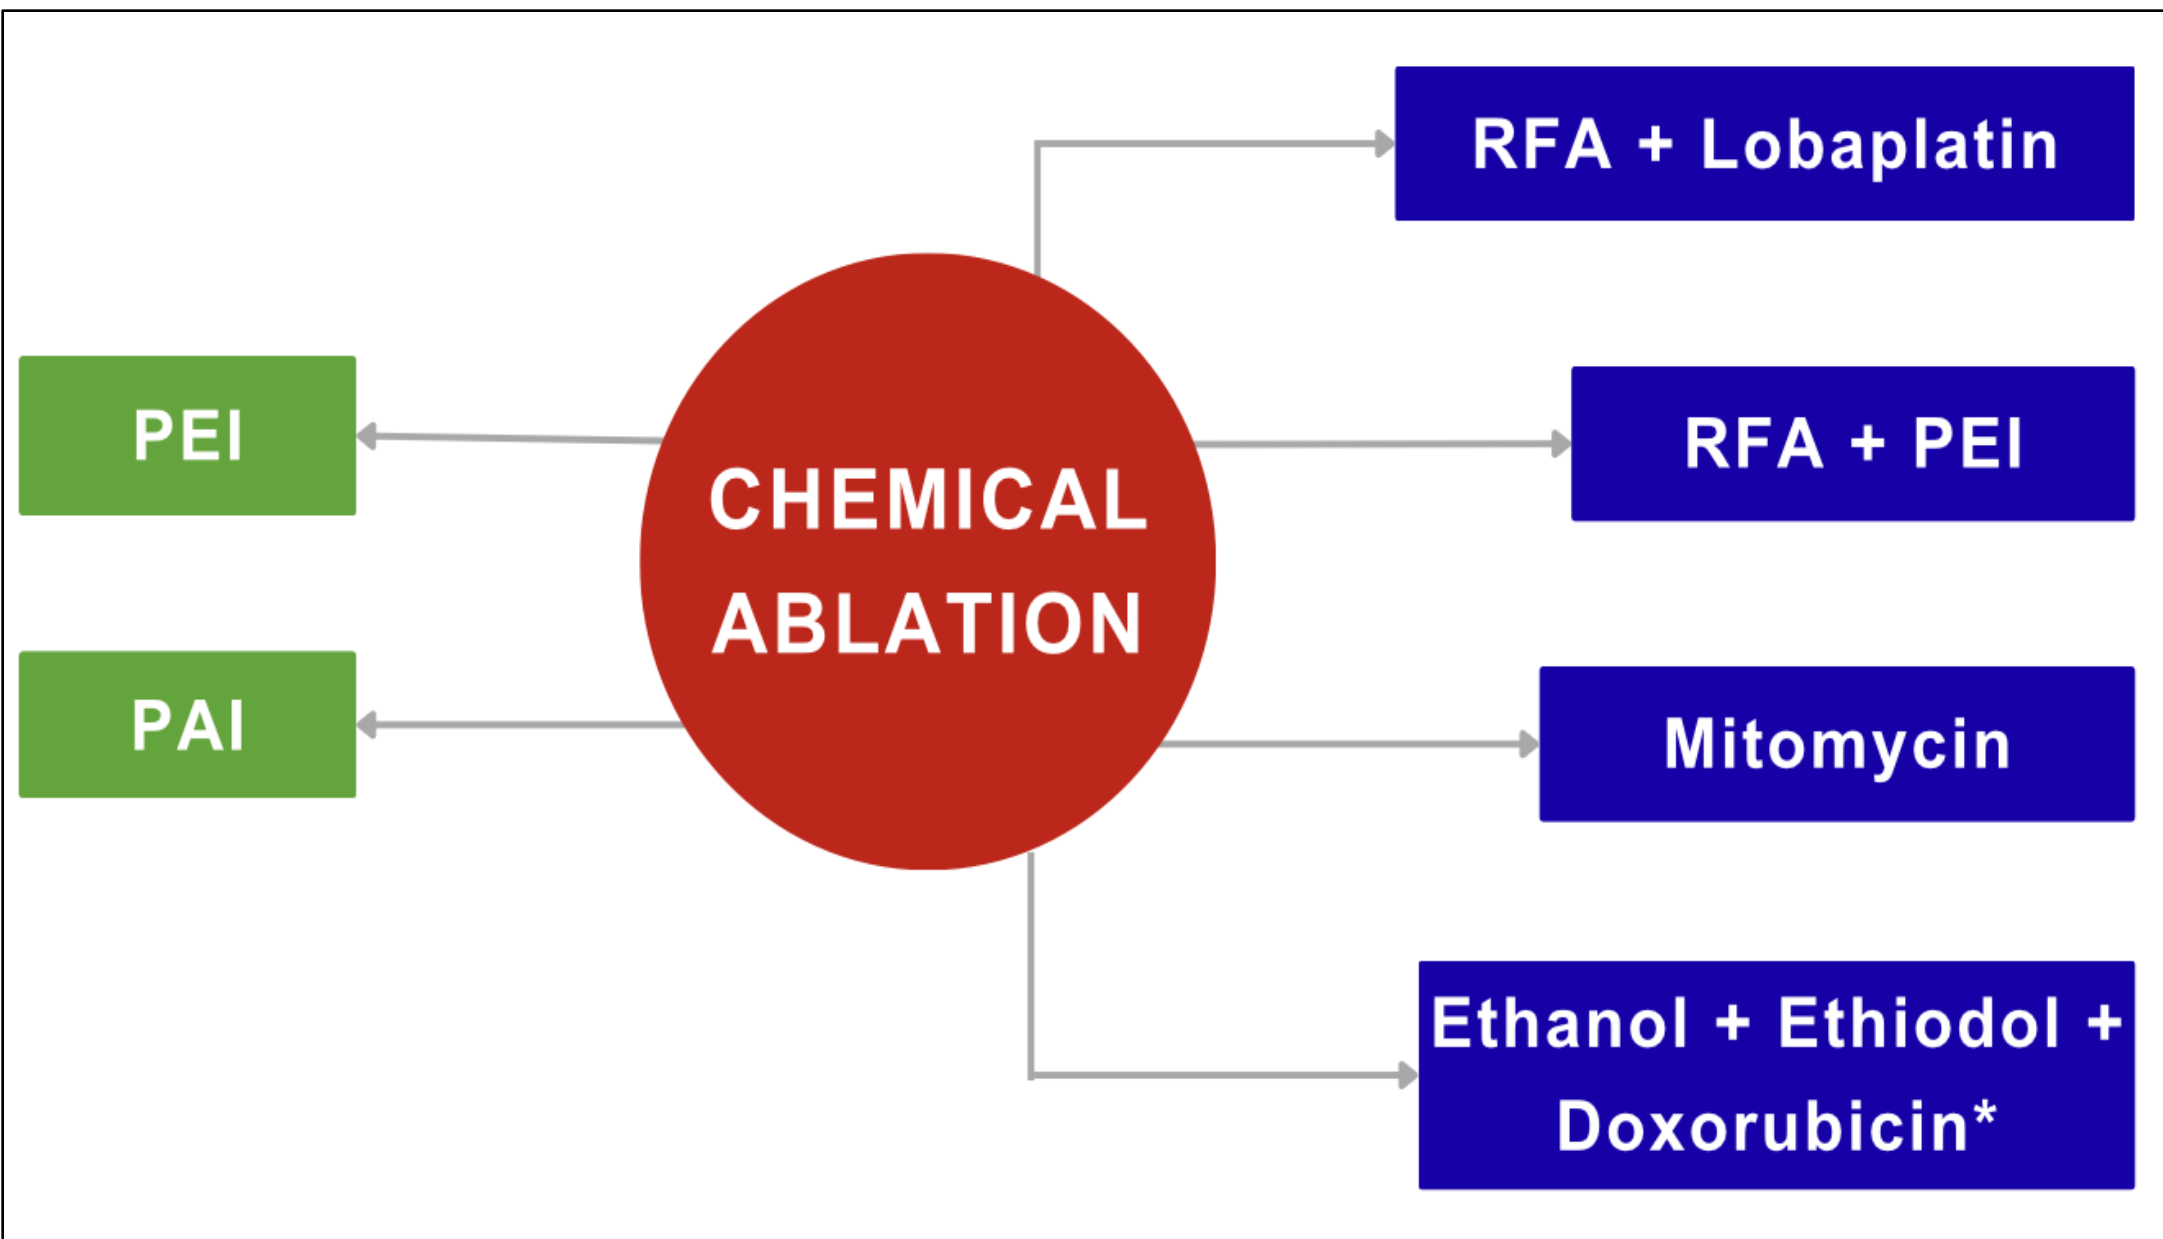 RFA + Lobaplatin
PEI
RFA + PEI
CHEMICAL
ABLATION
PAI
Mitomycin
Ethanol + Ethiodol +
Doxorubicin*